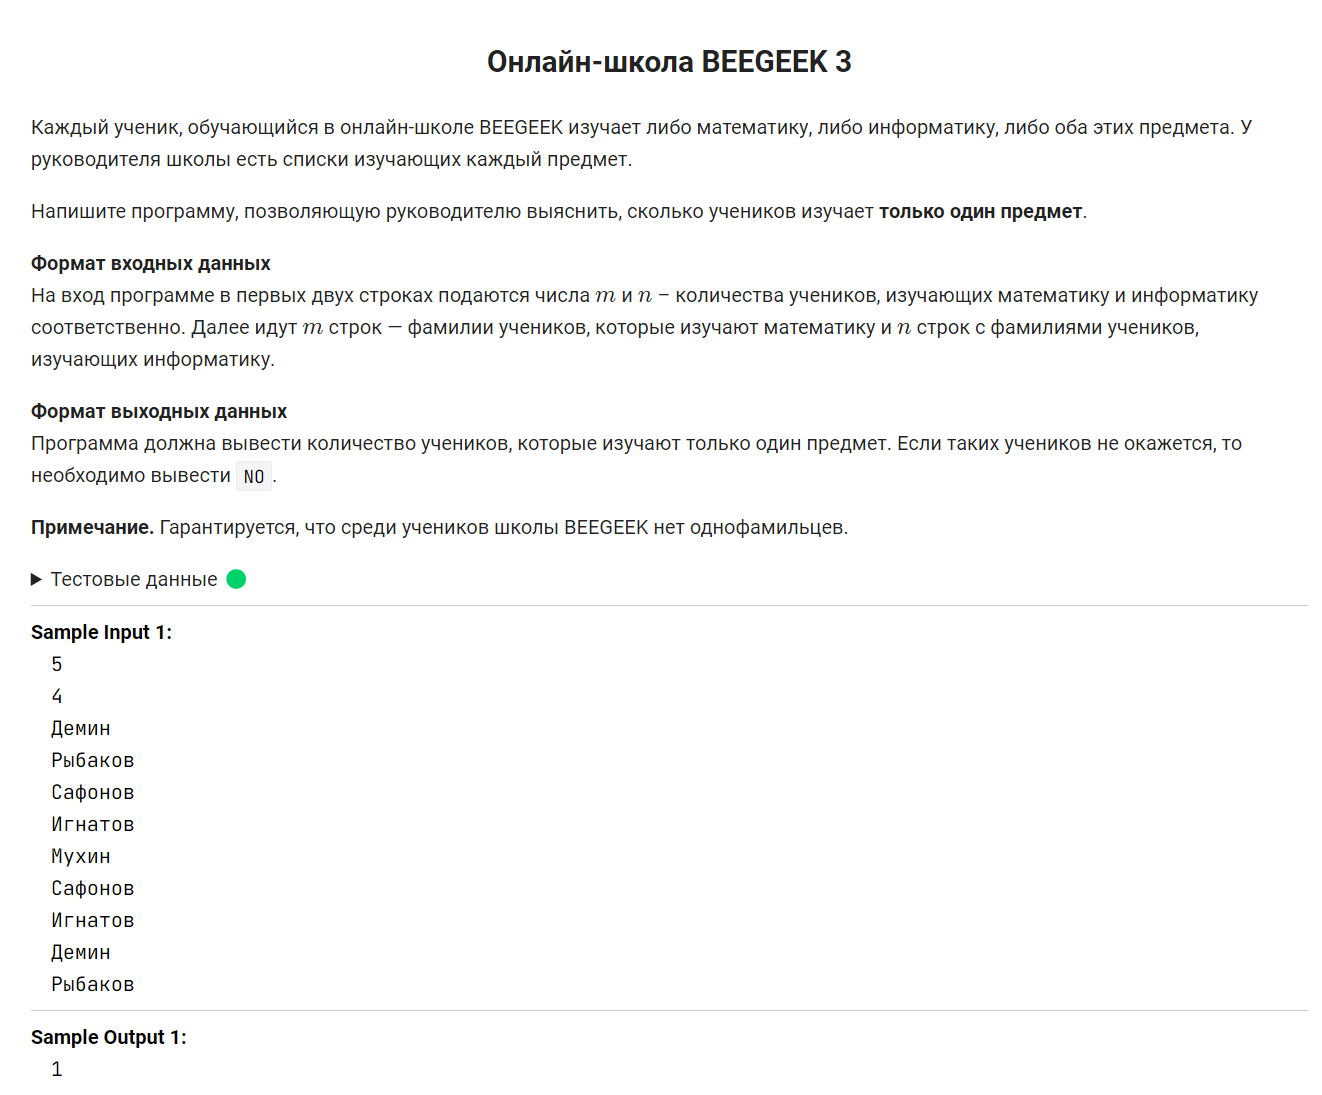 Онлайн-школа BEEGEEK 3
Каждый ученик, обучающийся в онлайн-школе BEEGEEK изучает либо математику, либо информатику, либо оба этих предмета. У
руководителя школы есть списки изучающих каждый предмет.
Напишите программу, позволяющую руководителю выяснить, сколько учеников изучает только один предмет.
Формат входных данных
На вход программе в первых двух строках подаются числа m и n – количества учеников, изучающих математику и информатику
соответственно. Далее идут m строк — фамилии учеников, которые изучают математику и n строк с фамилиями учеников,
изучающих информатику.
Формат выходных данных
Программа должна вывести количество учеников, которые изучают только один предмет. Если таких учеников не окажется, то
необходимо вывести NO.
Примечание. Гарантируется, что среди учеников школы BEEGEEK нет однофамильцев.
Тестовые данные
Sample Input 1:
5
4
Демин
Рыбаков
Сафонов
Игнатов
Мухин
Сафонов
Игнатов
Демин
Рыбаков
Sample Output 1:
1